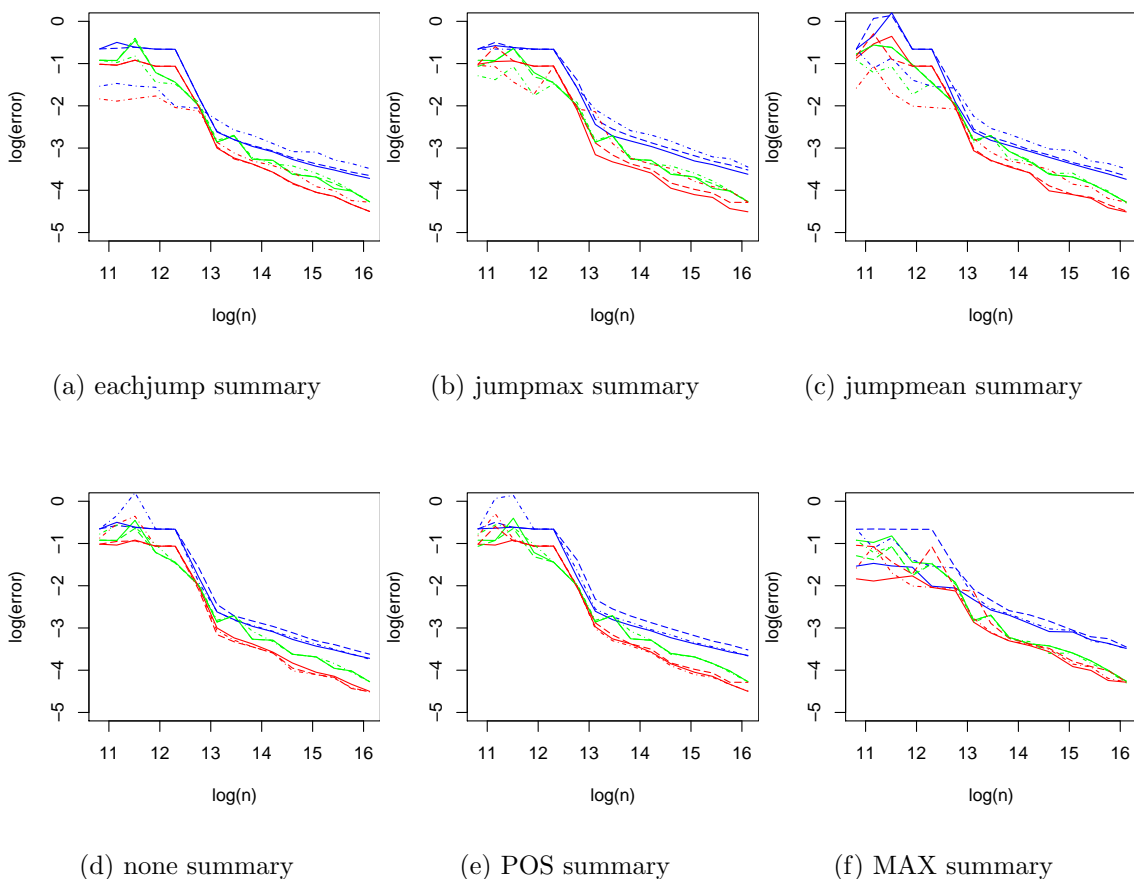 0
−1
−2
−3
−4
−5
log(error)
11 12 13 14 15 16
log(n)
(a) eachjump summary
0
−1
−2
−3
−4
−5
log(error)
11 12 13 14 15 16
log(n)
(b) jumpmax summary
0
−1
−2
−3
−4
−5
log(error)
11 12 13 14 15 16
log(n)
(c) jumpmean summary
0
−1
−2
−3
−4
−5
log(error)
11 12 13 14 15 16
log(n)
(d) none summary
0
−1
−2
−3
−4
−5
log(error)
11 12 13 14 15 16
log(n)
(e) POS summary
0
−1
−2
−3
−4
−5
log(error)
11 12 13 14 15 16
log(n)
(f) MAX summary